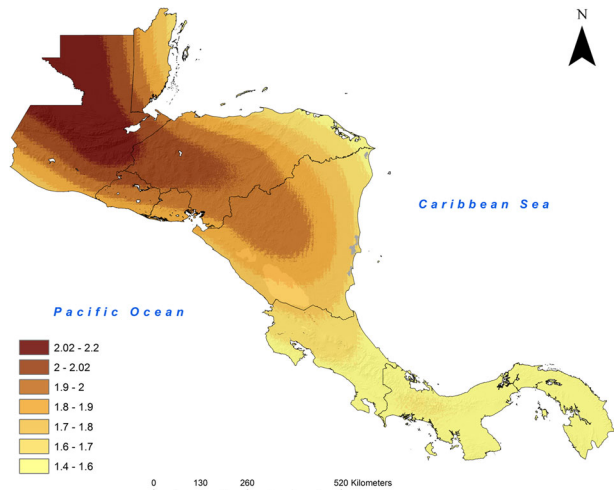 N
Caribbean Sea
Pacific Ocean
2.02 - 2.2
2 - 2.02
1.9 - 2
1.8 - 1.9
1.7 - 1.8
1.6 - 1.7
1.4 - 1.6
0 130 260 520 Kilometers